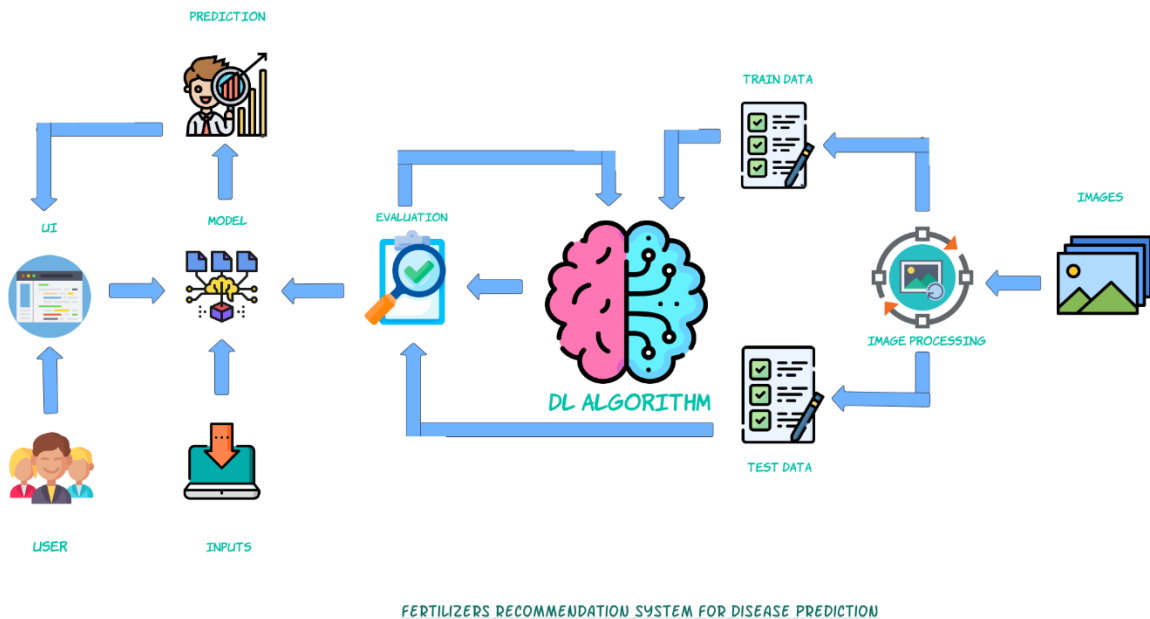 PREDICTION
TRAIN DATA
IMAGES
UI
MODEL
EVALUATION
IMAGE PROCESSING
DL ALGORITHM
TEST DATA
USER
INPUTS
FERTILIZERS RECOMMENDATION SYSTEM FOR DISEASE PREDICTION